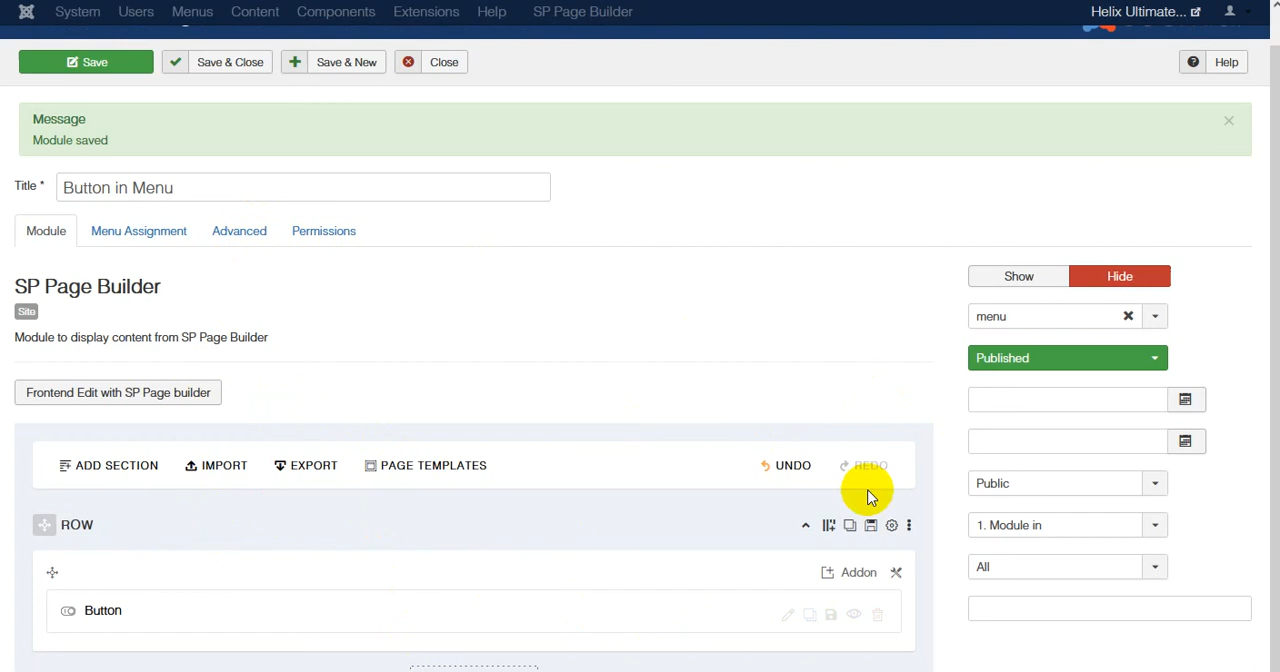 System Users Menus Content Components Extensions Help SP Page Builder Helix Ultimate...
Save Save & Close Save & New Close Help
Message
Module saved
Title * Button in Menu
Module Menu Assignment Advanced Permissions
SP Page Builder
Show Hide
Site
menu
Module to display content from SP Page Builder
Published
Frontend Edit with SP Page builder
ADD SECTION IMPORT EXPORT PAGE TEMPLATES UNDO REDO
Public
ROW
1. Module in
Addon
All
Button